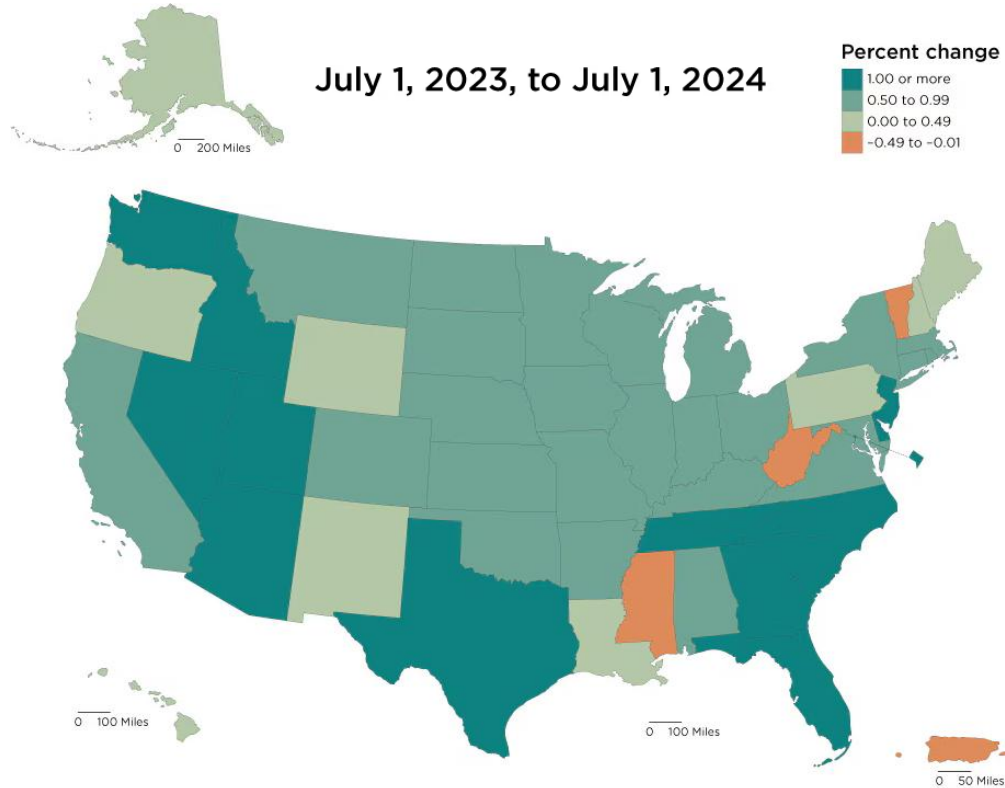 July 1, 2023, to July 1, 2024
Percent change
1.00 or more
0.50 to 0.99
0.00 to 0.49
−0.49 to −0.01
0 200 Miles
0 100 Miles
0 100 Miles
0 50 Miles